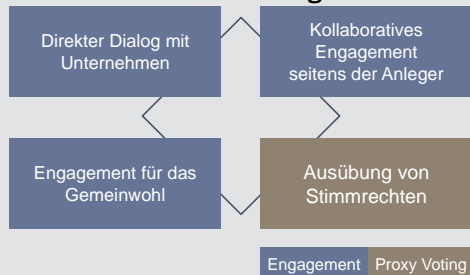 Direkter Dialog mit
Unternehmen
Kollaboratives
Engagement
seitens der Anleger
Engagement für das
Gemeinwohl
Ausübung von
Stimmrechten
Engagement
Proxy Voting